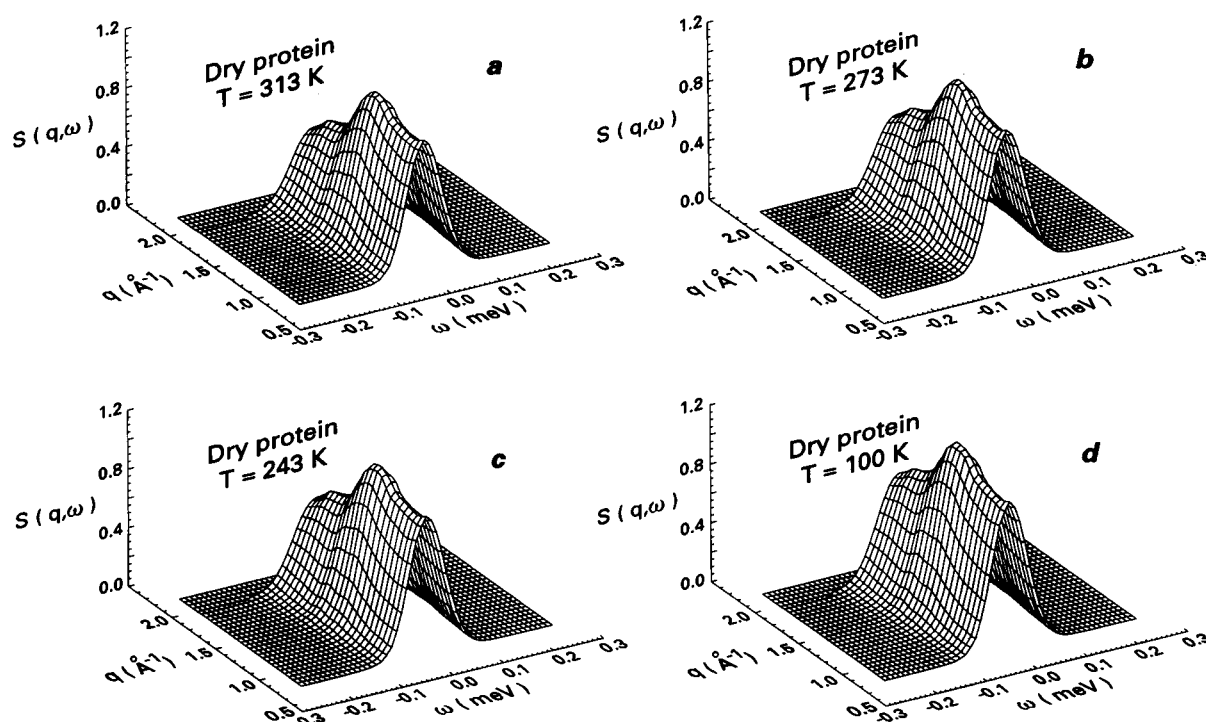 1.2
0.8
0.4
0.0
S ( q,ω)
Dry protein
T = 313 K
a
2.0
1.5
1.0
0.5
q ( Å⁻¹)
-0.3
-0.2
-0.1
0.0
0.1
0.2
0.3
ω ( meV)
1.2
0.8
0.4
0.0
S ( q,ω)
Dry protein
T = 273 K
b
2.0
1.5
1.0
0.5
q ( Å⁻¹)
-0.3
-0.2
-0.1
0.0
0.1
0.2
0.3
ω ( meV)
1.2
0.8
0.4
0.0
S ( q,ω)
Dry protein
T = 243 K
c
2.0
1.5
1.0
0.5
q ( Å⁻¹)
-0.3
-0.2
-0.1
0.0
0.1
0.2
0.3
ω ( meV)
1.2
0.8
0.4
0.0
S ( q,ω)
Dry protein
T = 100 K
d
2.0
1.5
1.0
0.5
q ( Å⁻¹)
-0.3
-0.2
-0.1
0.0
0.1
0.2
0.3
ω ( meV)